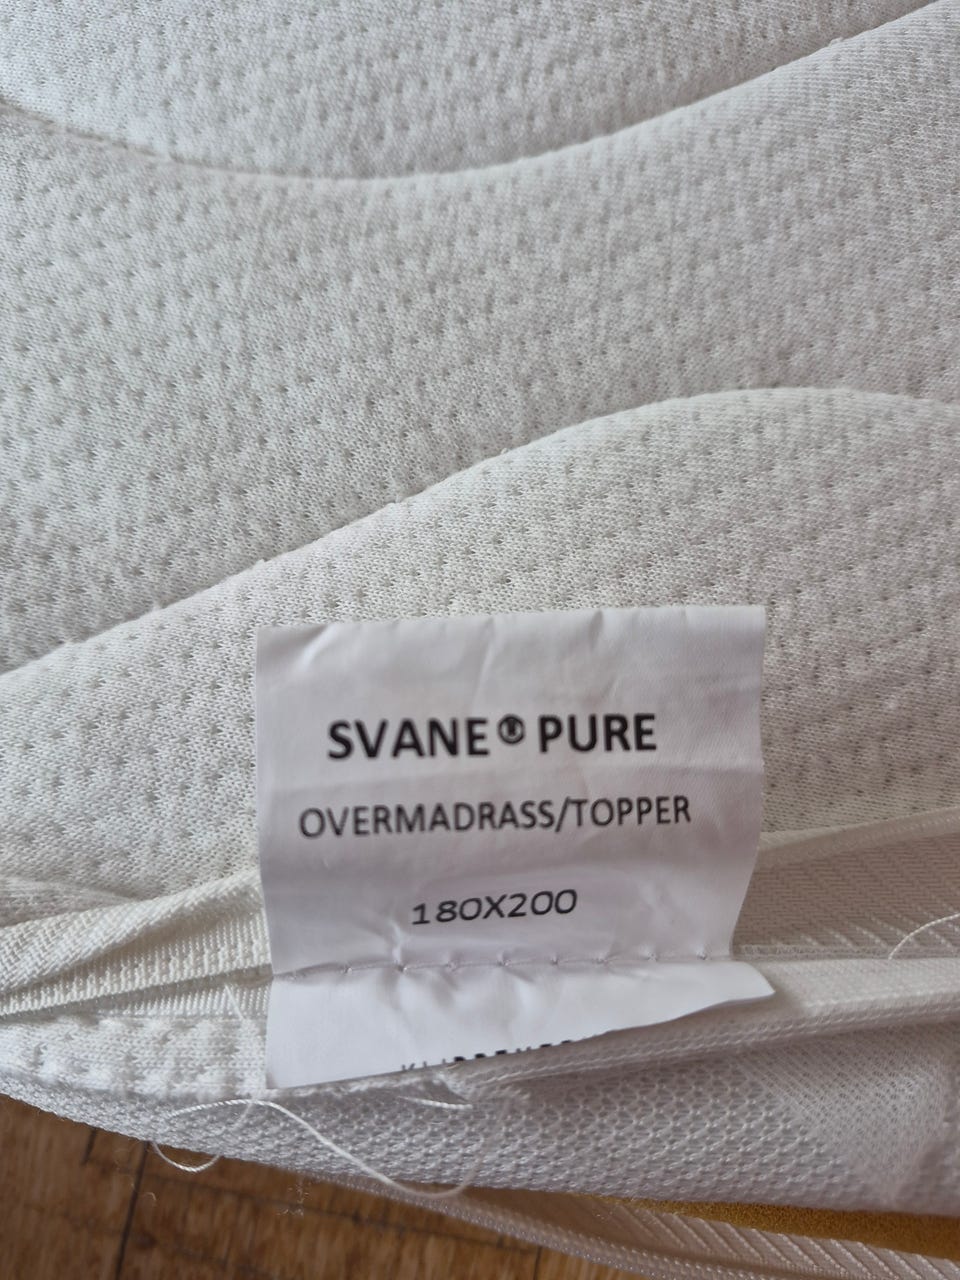 SVANE® PURE
OVERMADRASS/TOPPER
180X200